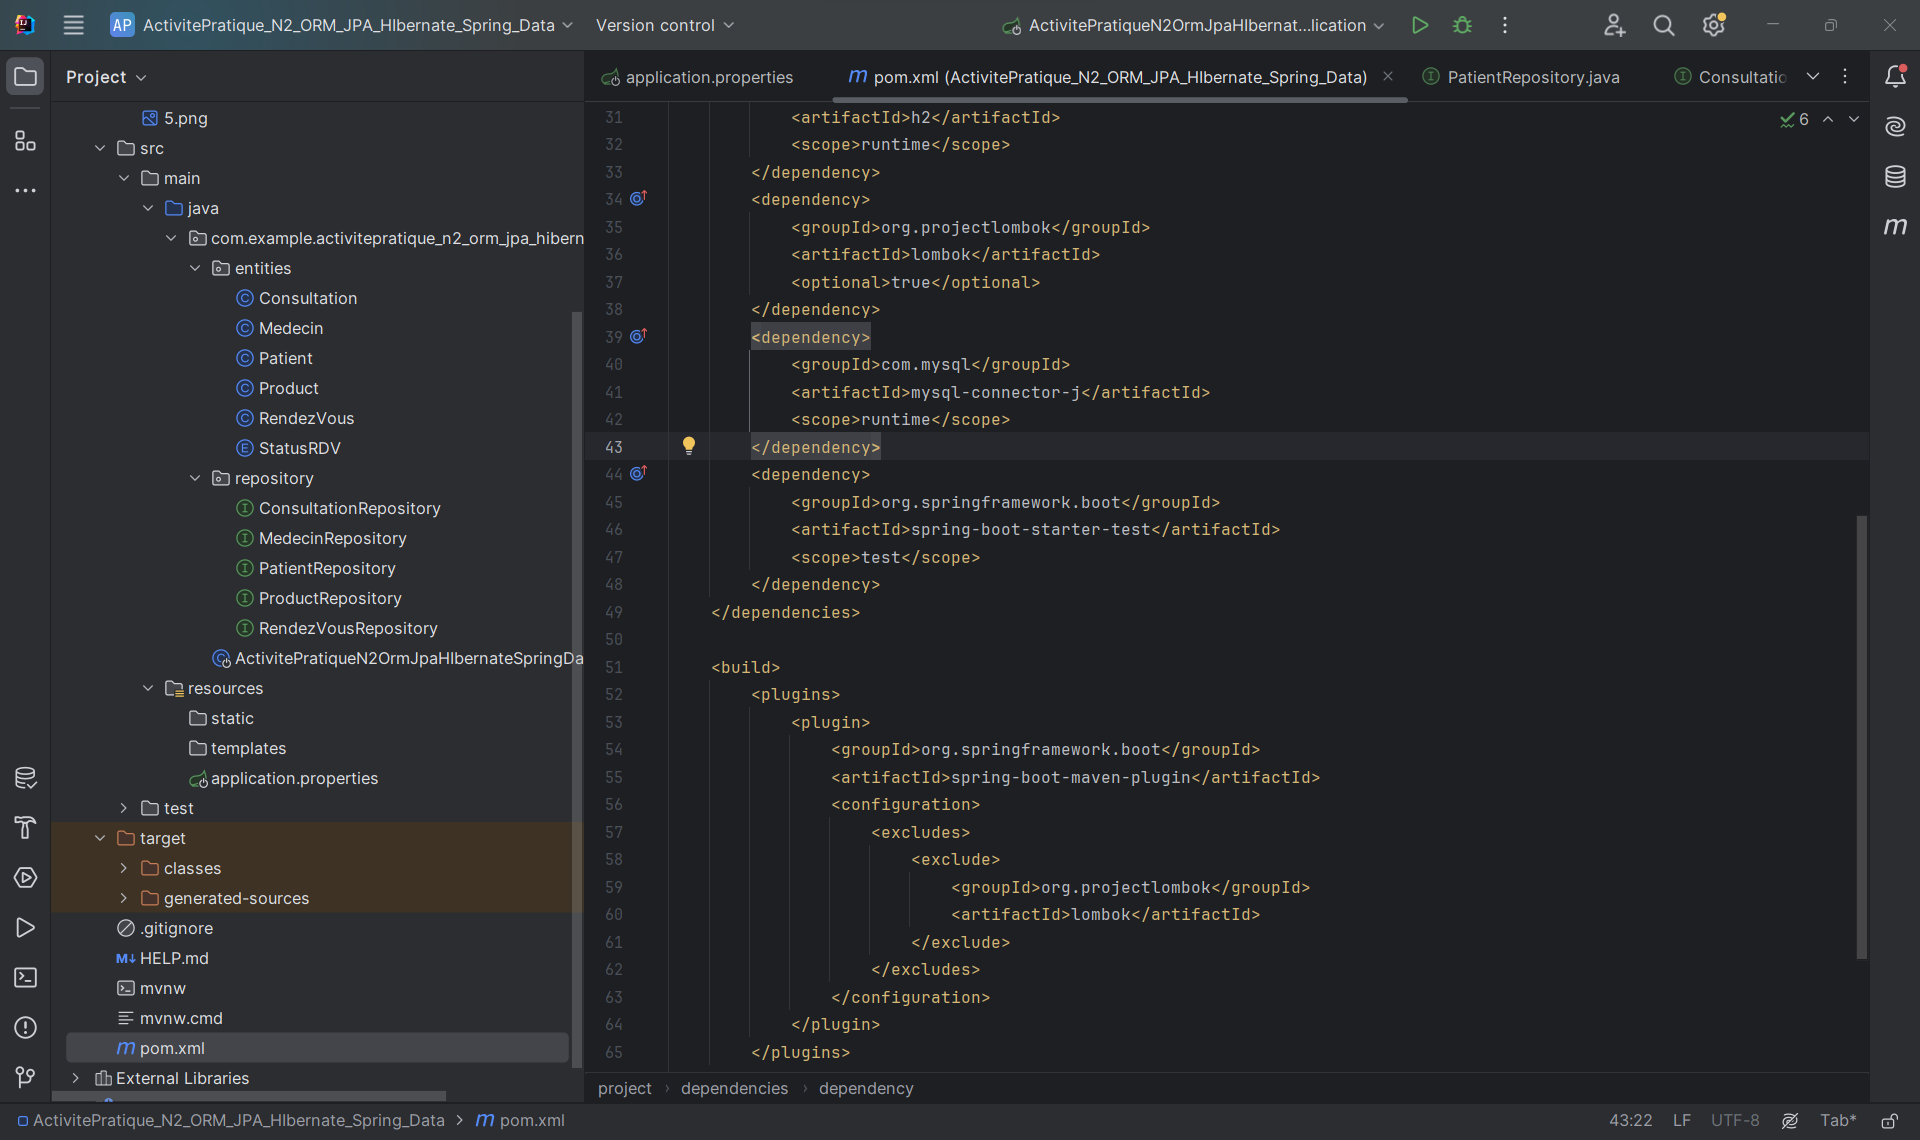 AP ActivitePratique_N2_ORM_JPA_HIbernate_Spring_Data Version control ActivitePratiqueN2OrmJpaHIbernat...lication
Project
5.png
src
main
java
com.example.activitepratique_n2_orm_jpa_hibern
entities
Consultation
Medecin
Patient
Product
RendezVous
StatusRDV
repository
ConsultationRepository
MedecinRepository
PatientRepository
ProductRepository
RendezVousRepository
ActivitePratiqueN2OrmJpaHIbernateSpringDa
resources
static
templates
application.properties
test
target
classes
generated-sources
.gitignore
HELP.md
mvnw
mvnw.cmd
pom.xml
External Libraries
application.properties pom.xml (ActivitePratique_N2_ORM_JPA_HIbernate_Spring_Data) PatientRepository.java Consultatio
6
31 <artifactId>h2</artifactId>
32 <scope>runtime</scope>
33 </dependency>
34 <dependency>
35 <groupId>org.projectlombok</groupId>
36 <artifactId>lombok</artifactId>
37 <optional>true</optional>
38 </dependency>
39 <dependency>
40 <groupId>com.mysql</groupId>
41 <artifactId>mysql-connector-j</artifactId>
42 <scope>runtime</scope>
43 </dependency>
44 <dependency>
45 <groupId>org.springframework.boot</groupId>
46 <artifactId>spring-boot-starter-test</artifactId>
47 <scope>test</scope>
48 </dependency>
49 </dependencies>
50
51 <build>
52 <plugins>
53 <plugin>
54 <groupId>org.springframework.boot</groupId>
55 <artifactId>spring-boot-maven-plugin</artifactId>
56 <configuration>
57 <excludes>
58 <exclude>
59 <groupId>org.projectlombok</groupId>
60 <artifactId>lombok</artifactId>
61 </exclude>
62 </excludes>
63 </configuration>
64 </plugin>
65 </plugins>
project › dependencies › dependency
ActivitePratique_N2_ORM_JPA_HIbernate_Spring_Data > pom.xml 43:22 LF UTF-8 Tab*